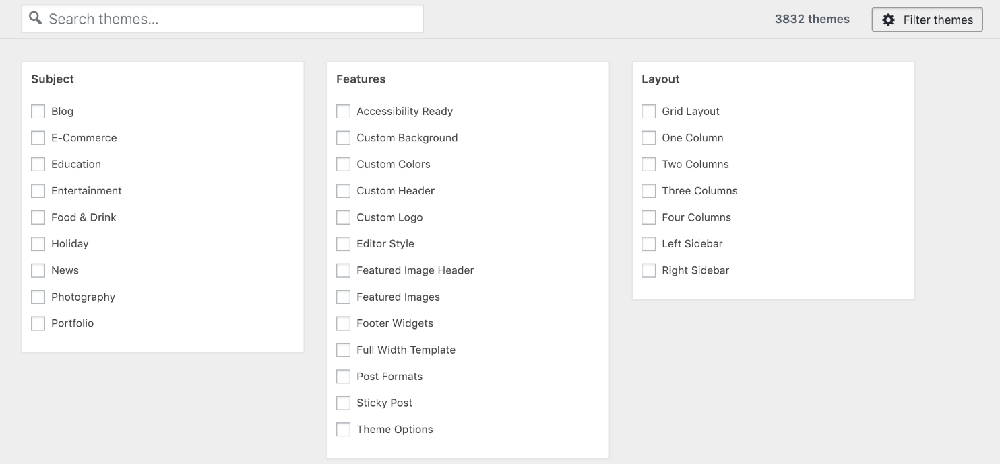 Search themes...
3832 themes
Filter themes
Subject
Blog
E-Commerce
Education
Entertainment
Food & Drink
Holiday
News
Photography
Portfolio
Features
Accessibility Ready
Custom Background
Custom Colors
Custom Header
Custom Logo
Editor Style
Featured Image Header
Featured Images
Footer Widgets
Full Width Template
Post Formats
Sticky Post
Theme Options
Layout
Grid Layout
One Column
Two Columns
Three Columns
Four Columns
Left Sidebar
Right Sidebar